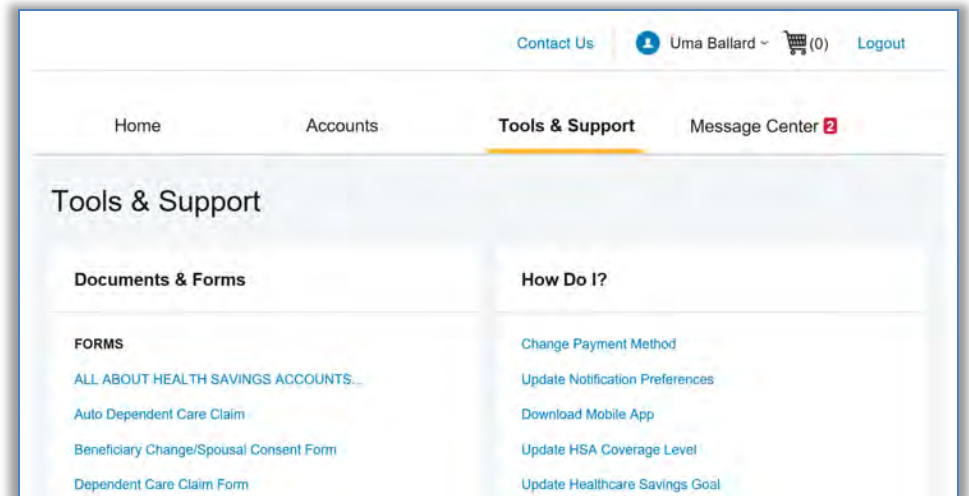 Contact Us Uma Ballard (0) Logout
Home Accounts Tools & Support Message Center 2
Tools & Support
Documents & Forms
FORMS
ALL ABOUT HEALTH SAVINGS ACCOUNTS...
Auto Dependent Care Claim
Beneficiary Change/Spousal Consent Form
Dependent Care Claim Form
How Do I?
Change Payment Method
Update Notification Preferences
Download Mobile App
Update HSA Coverage Level
Update Healthcare Savings Goal